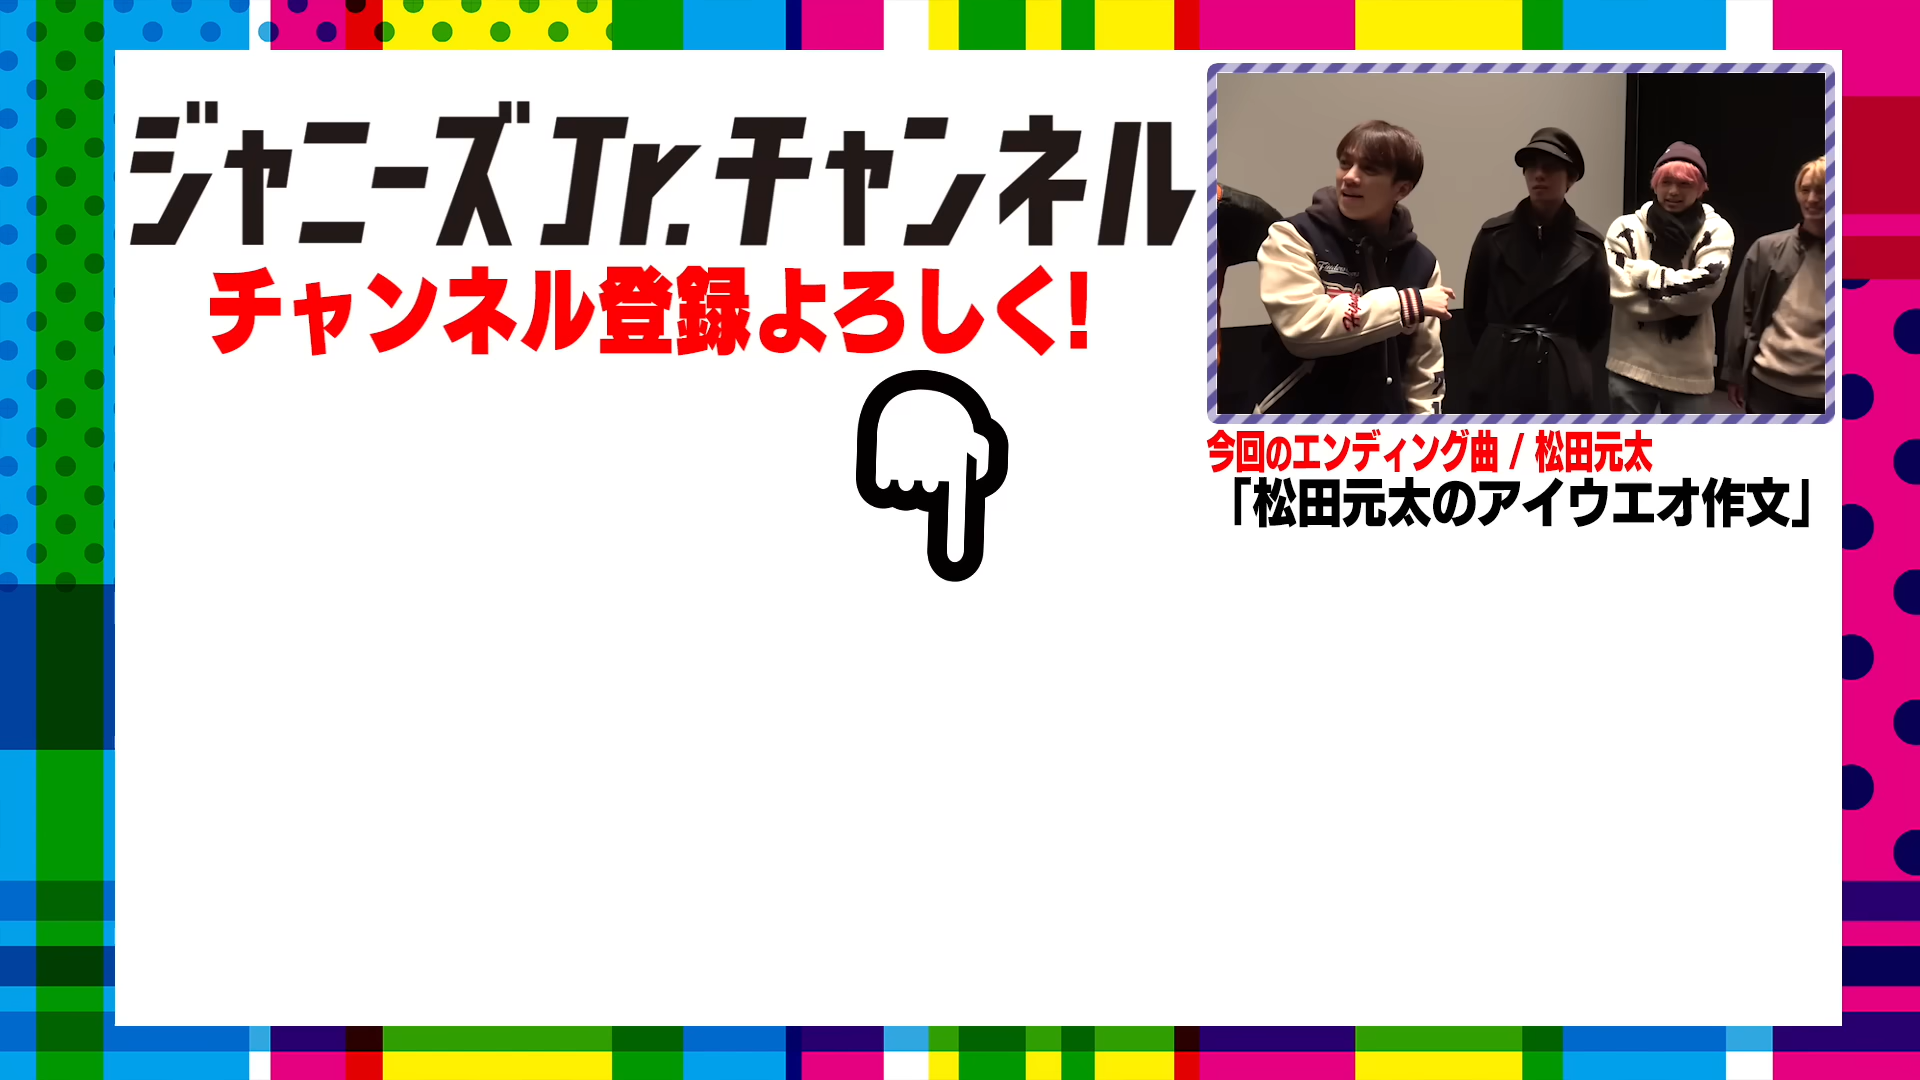 ジャニーズJr.チャンネル
チャンネル登録よろしく!
今回のエンディング曲 / 松田元太
「松田元太のアイウエオ作文」